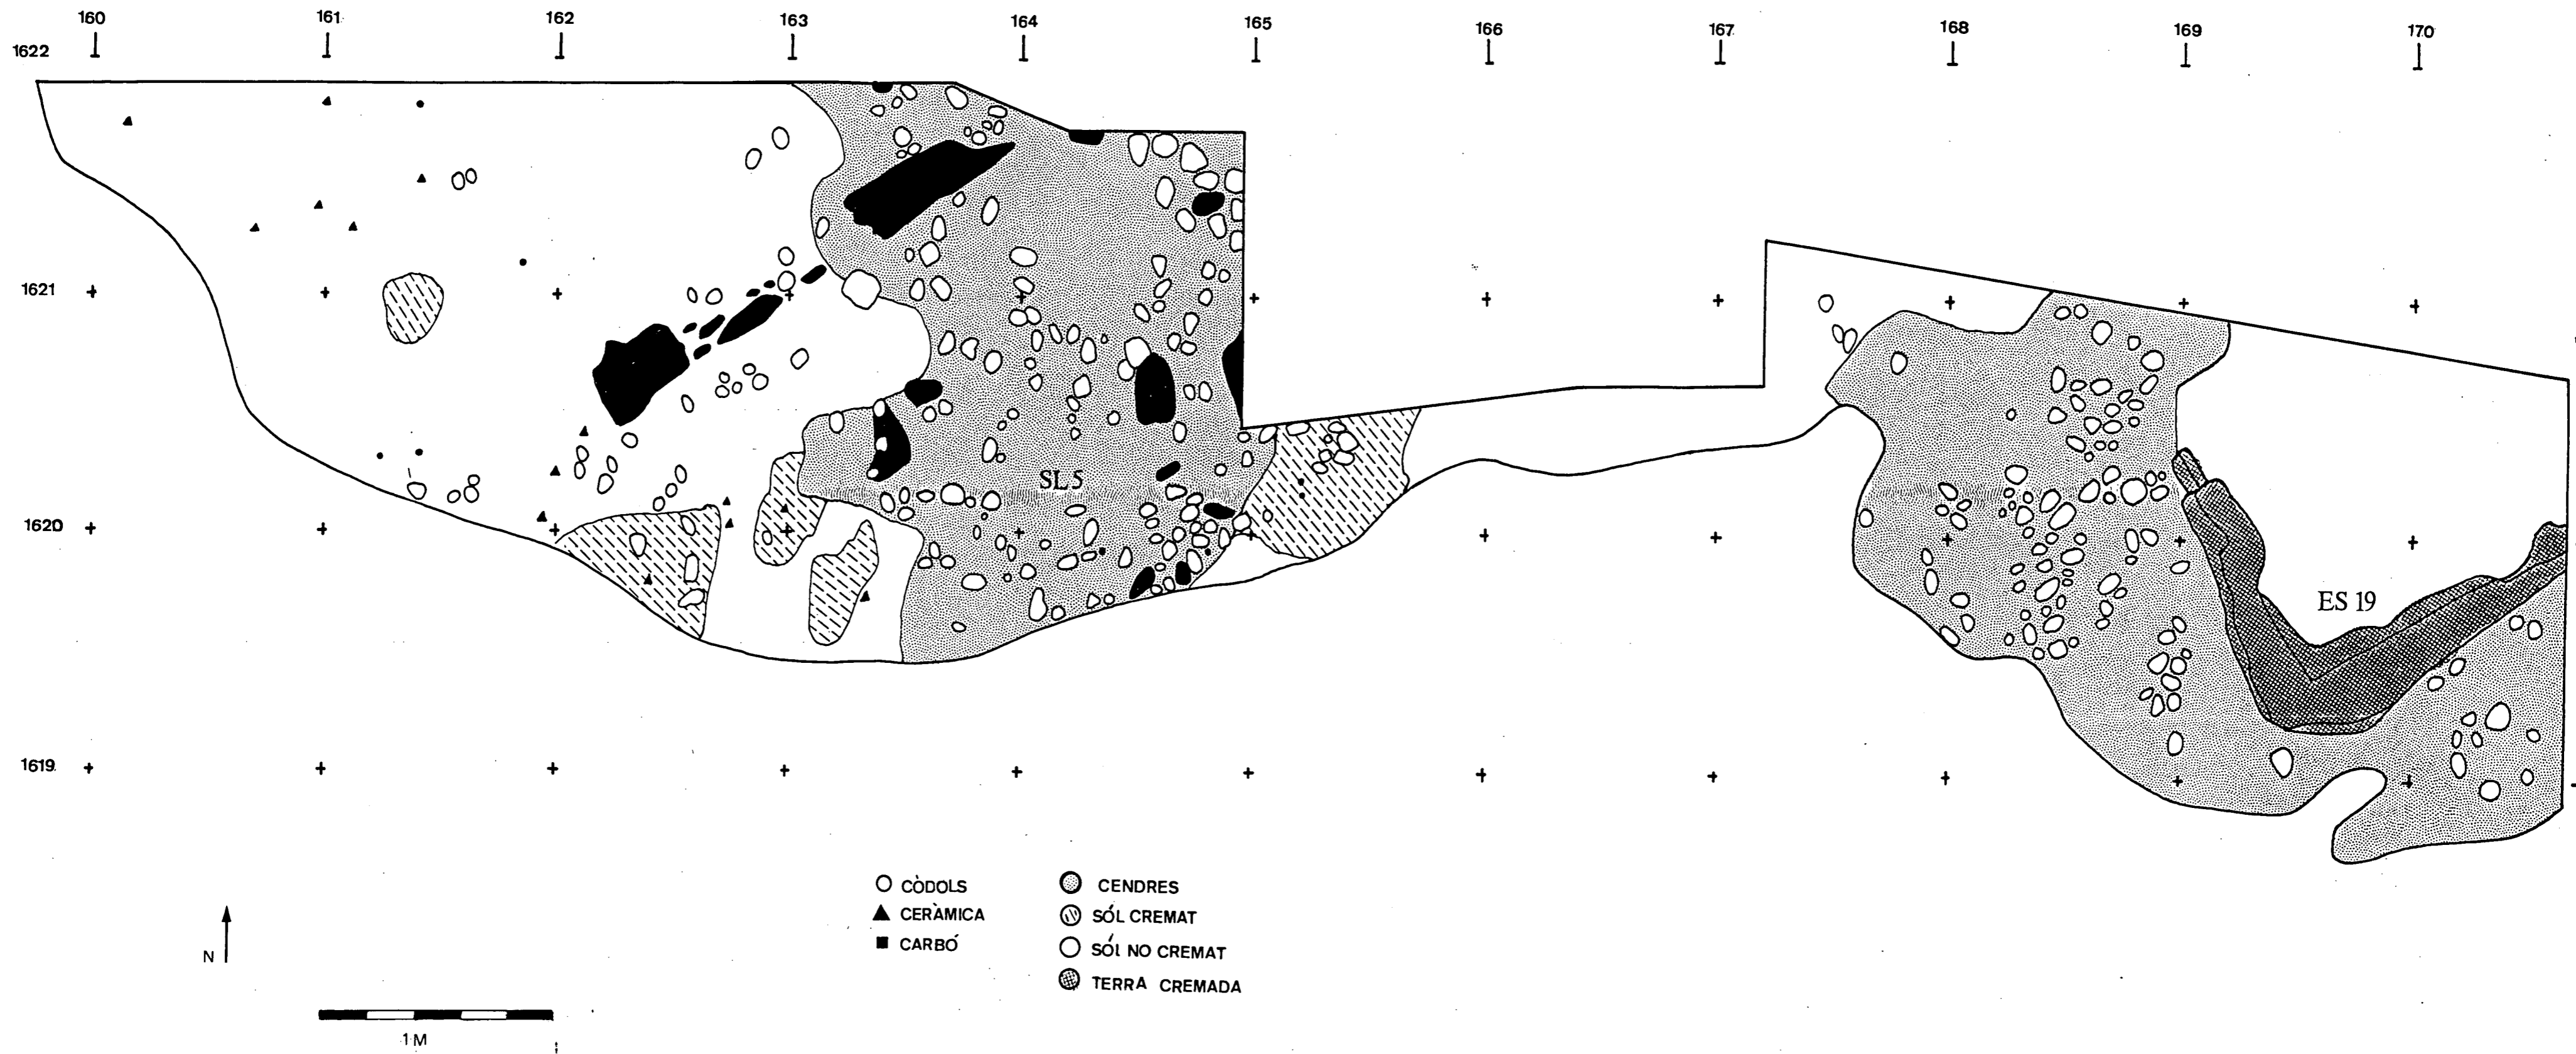 160 161 162 163 164 165 166 167 168 169 170
1622
1621
SL 5
1620
ES 19
1619
CÒDOLS
CERÀMICA
CARBÓ
CENDRES
SÓL CREMAT
SÓL NO CREMAT
TERRA CREMADA
N
1 M